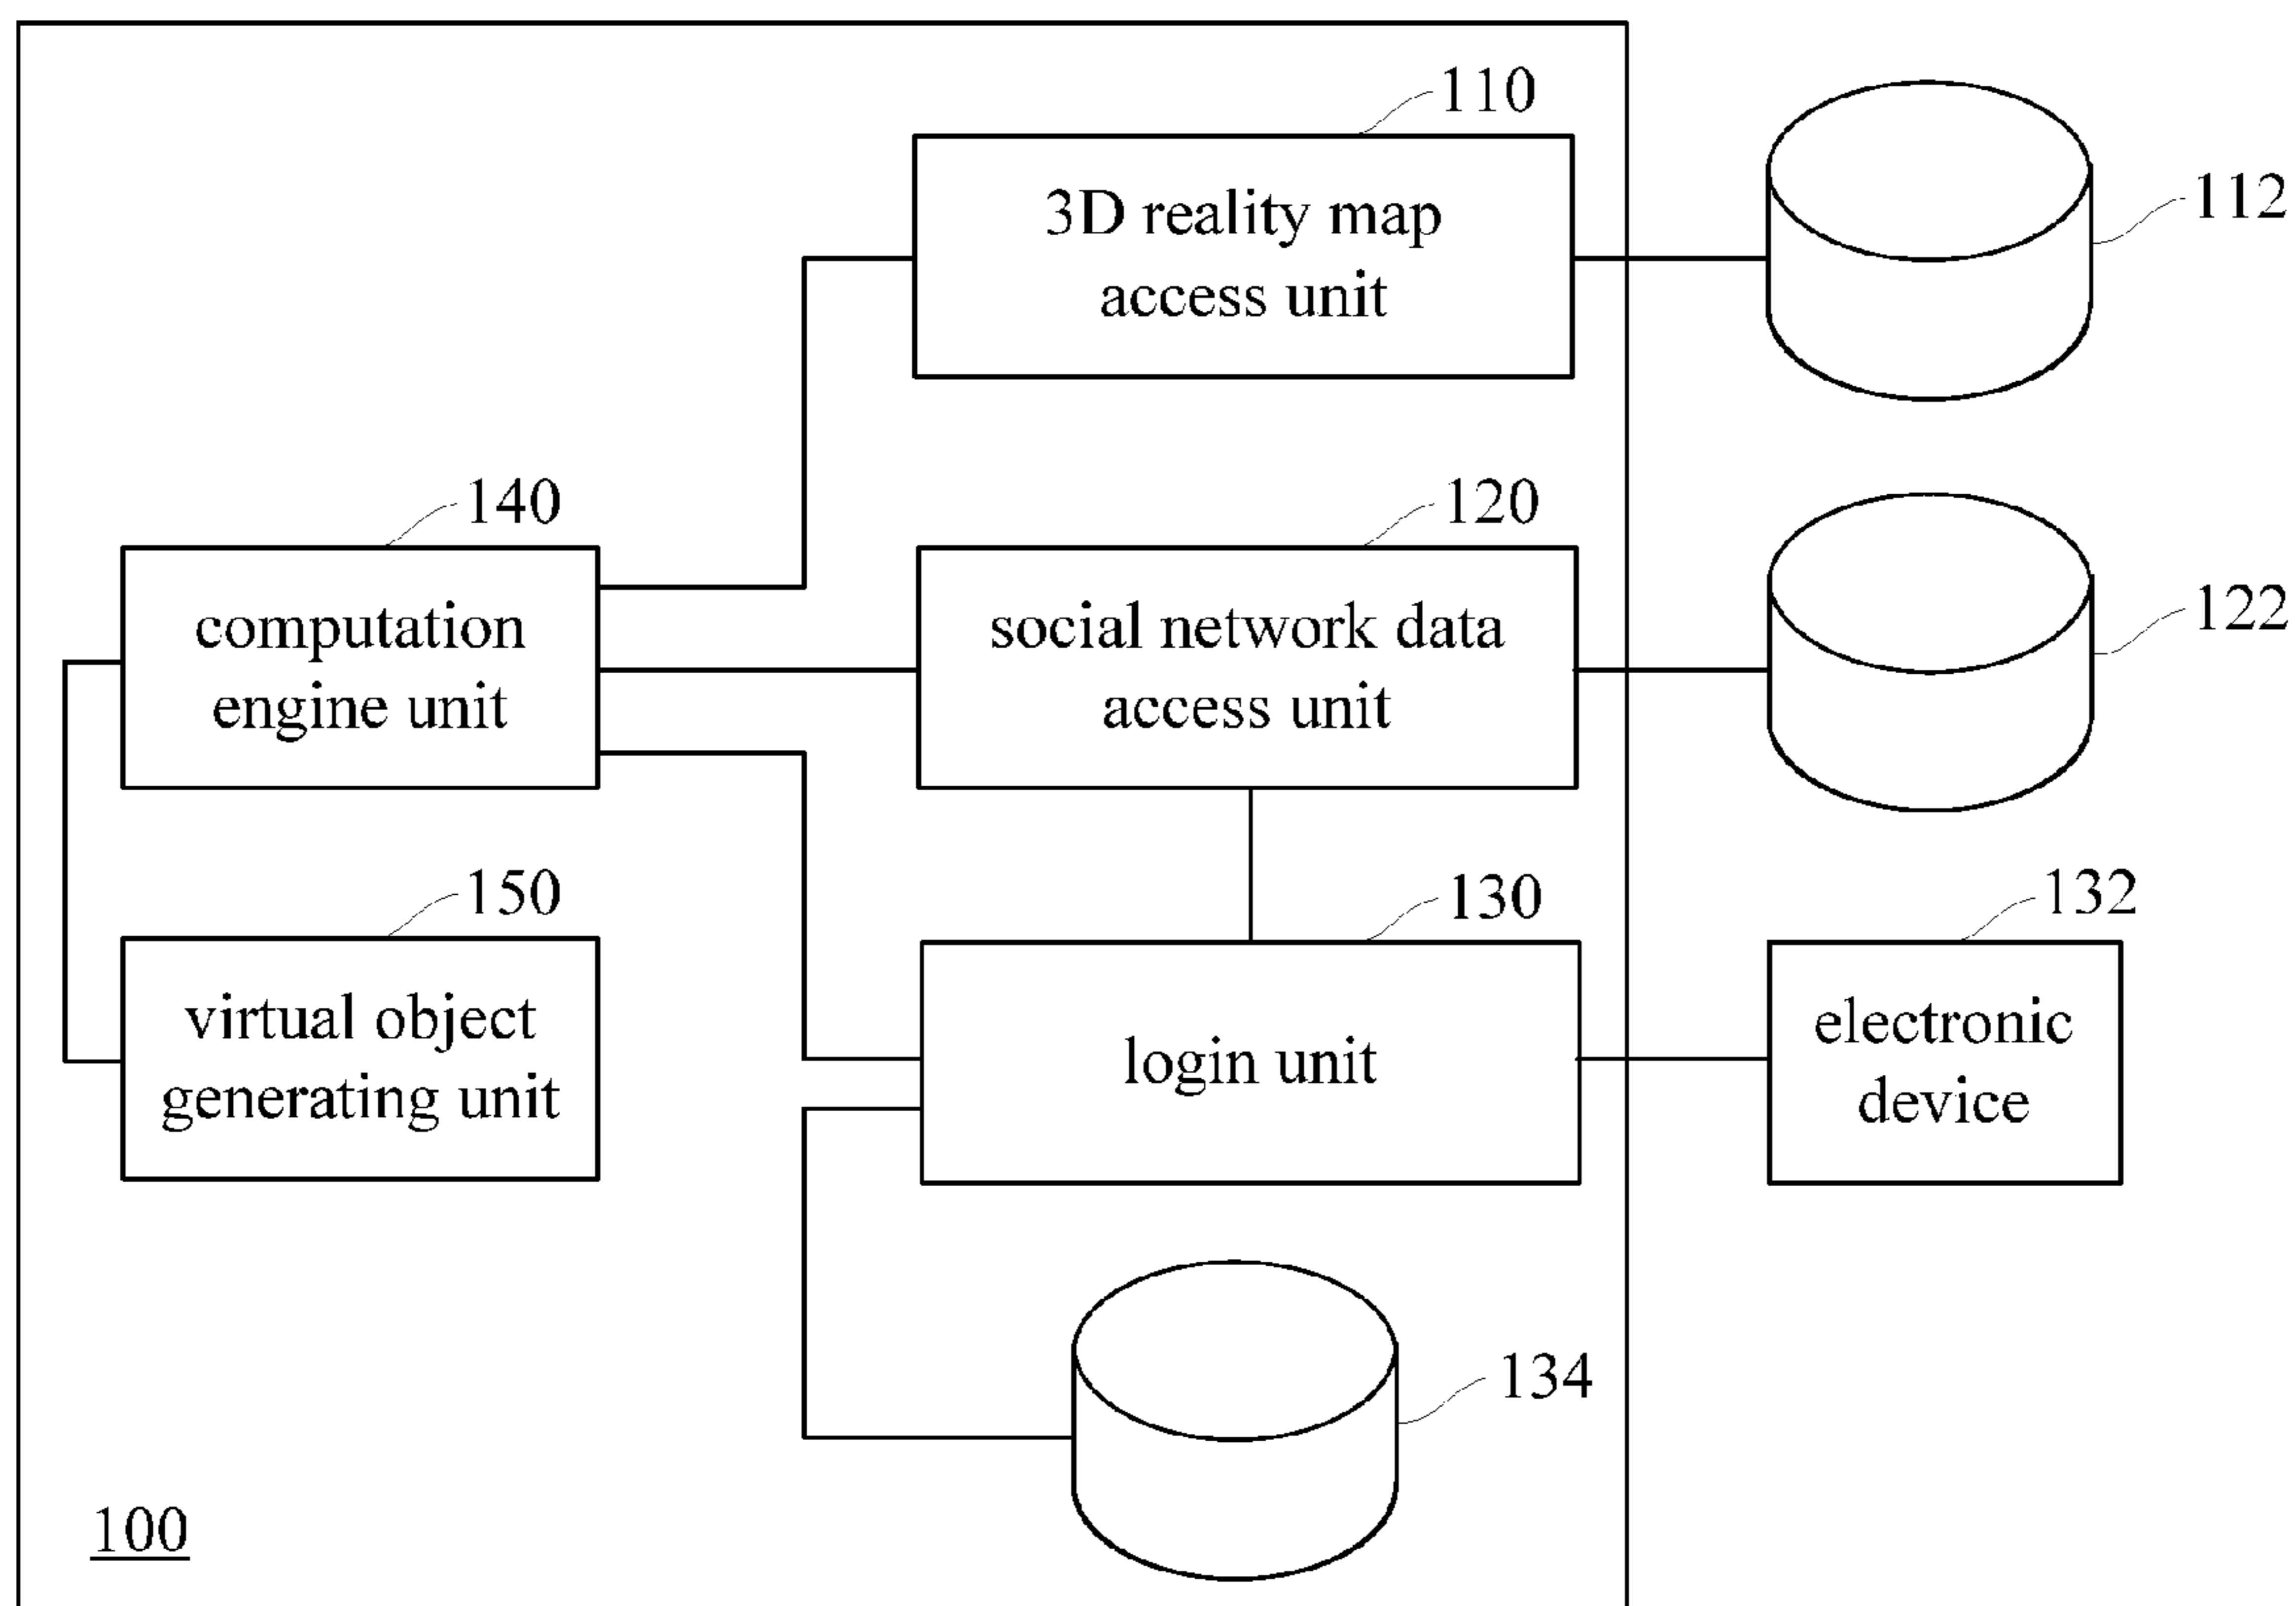 110
3D reality map
access unit
112
140
120
computation
engine unit
social network data
access unit
122
150
130
132
virtual object
generating unit
login unit
electronic
device
134
100